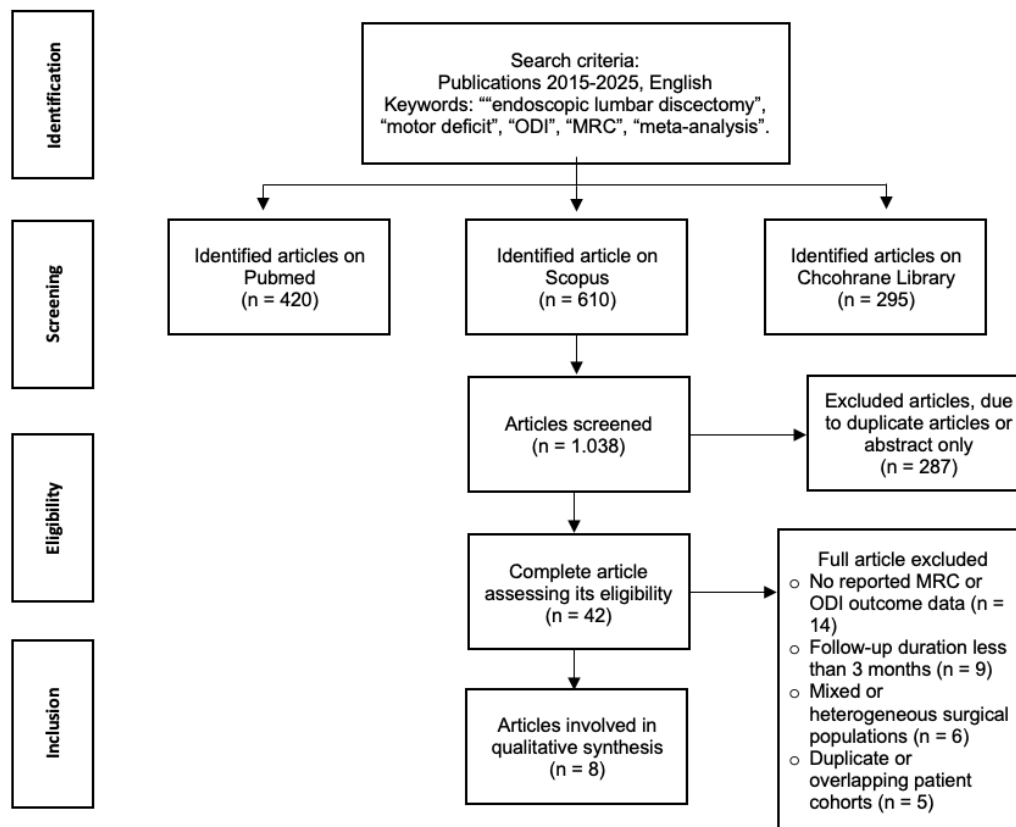 Identification
Search criteria:
Publications 2015-2025, English
Keywords: ““endoscopic lumbar discectomy”,
“motor deficit”, “ODI”, “MRC”, “meta-analysis”.
Screening
Identified articles on
Pubmed
(n = 420)
Identified article on
Scopus
(n = 610)
Identified articles on
Chcohrane Library
(n = 295)
Articles screened
(n = 1.038)
Excluded articles, due
to duplicate articles or
abstract only
(n = 287)
Eligibility
Complete article
assessing its eligibility
(n = 42)
Full article excluded
o No reported MRC or
ODI outcome data (n =
14)
o Follow-up duration less
than 3 months (n = 9)
o Mixed or
heterogeneous surgical
populations (n = 6)
o Duplicate or
overlapping patient
cohorts (n = 5)
Inclusion
Articles involved in
qualitative synthesis
(n = 8)